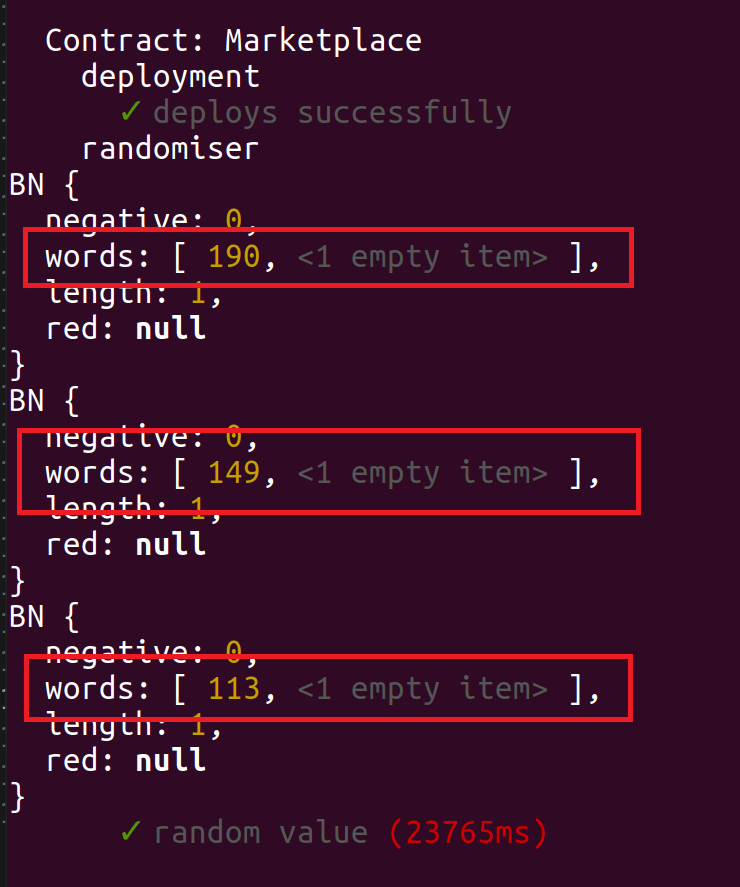 Contract: Marketplace
deployment
✓ deploys successfully
randomiser
BN {
negative: 0,
words: [ 190, <1 empty item> ],
length: 1,
red: null
}
BN {
negative: 0,
words: [ 149, <1 empty item> ],
length: 1,
red: null
}
BN {
negative: 0,
words: [ 113, <1 empty item> ],
length: 1,
red: null
}
✓ random value (23765ms)